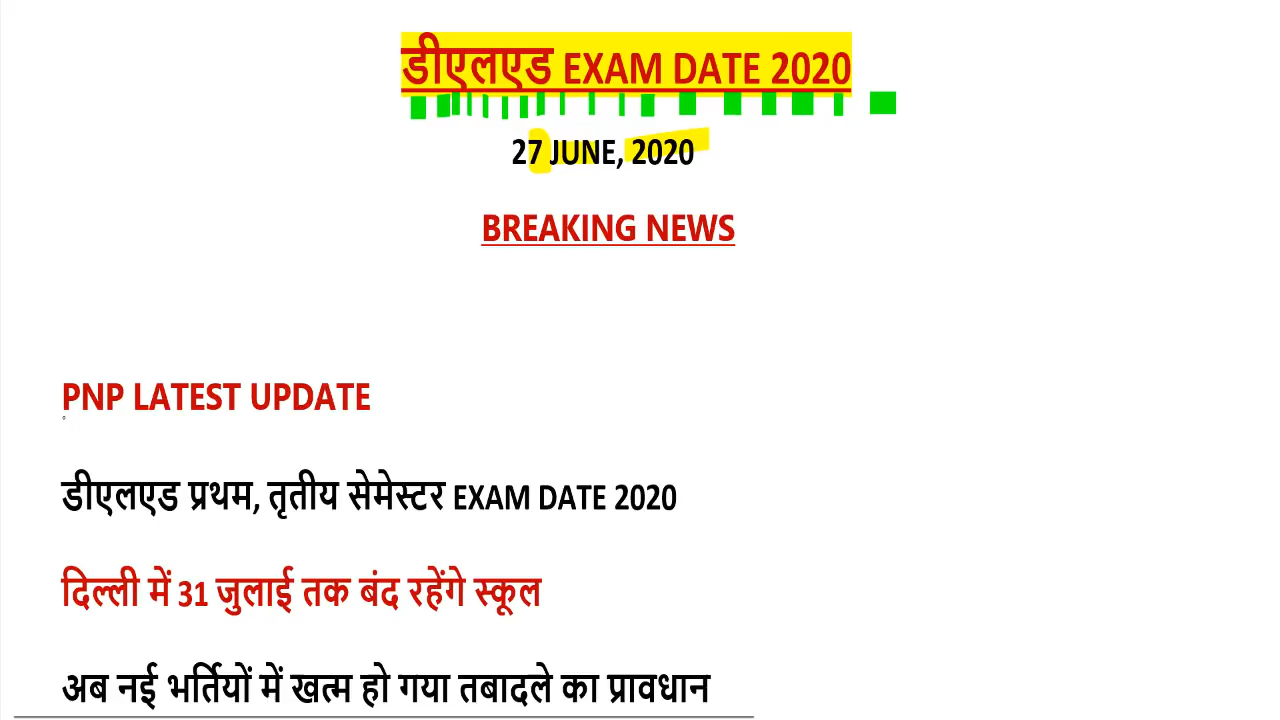 डीएलएड EXAM DATE 2020
27 JUNE, 2020
BREAKING NEWS
PNP LATEST UPDATE
डीएलएड प्रथम, तृतीय सेमेस्टर EXAM DATE 2020
दिल्ली में 31 जुलाई तक बंद रहेंगे स्कूल
अब नई भर्तियों में खत्म हो गया तबादले का प्रावधान